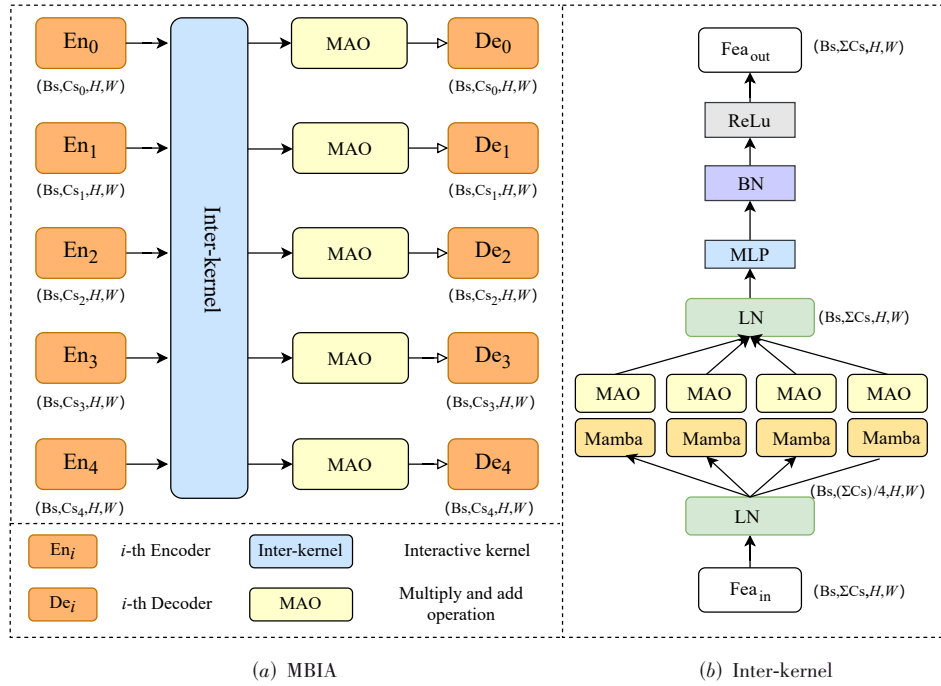 En0
MAO
De0
(Bs,Cs0,H,W)
(Bs,Cs0,H,W)
En1
MAO
De1
(Bs,Cs1,H,W)
(Bs,Cs1,H,W)
En2
MAO
De2
(Bs,Cs2,H,W)
(Bs,Cs2,H,W)
En3
MAO
De3
(Bs,Cs3,H,W)
(Bs,Cs3,H,W)
En4
MAO
De4
(Bs,Cs4,H,W)
(Bs,Cs4,H,W)
Inter-kernel
Eni
i-th Encoder
Inter-kernel
Interactive kernel
Dei
i-th Decoder
MAO
Multiply and add
operation
(a) MBIA
Feaout
(Bs,ΣCs,H,W)
ReLu
BN
MLP
LN
(Bs,ΣCs,H,W)
MAO
MAO
MAO
MAO
Mamba
Mamba
Mamba
Mamba
(Bs,(ΣCs)/4,H,W)
LN
Feain
(Bs,ΣCs,H,W)
(b) Inter-kernel